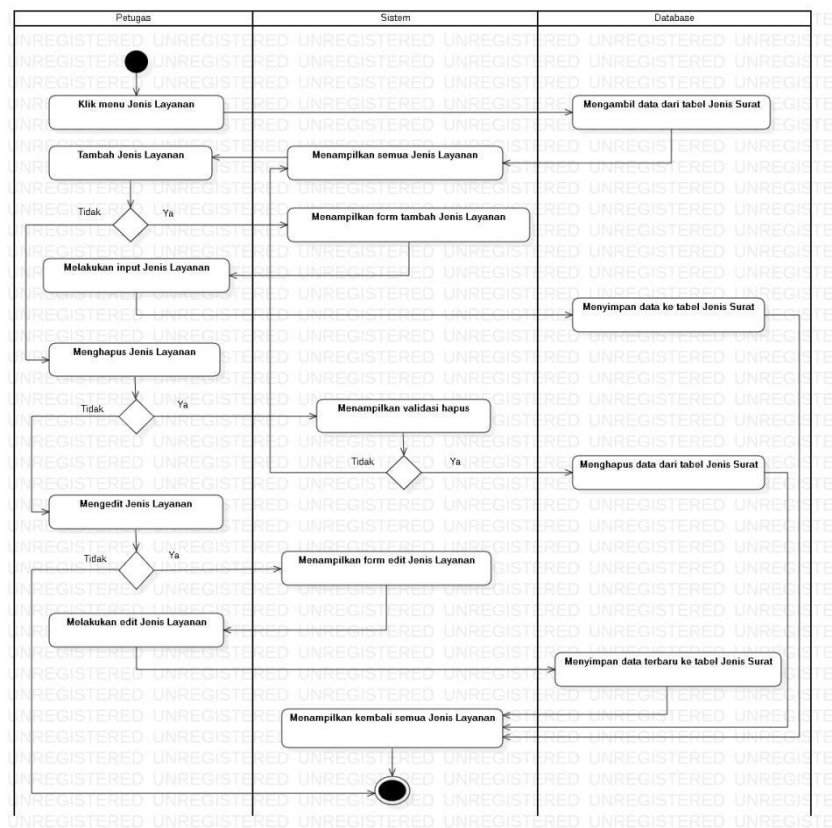 Petugas
Sistem
Database
Klik menu Jenis Layanan
Mengambil data dari tabel Jenis Surat
Tambah Jenis Layanan
Menampilkan semua Jenis Layanan
Tidak
Ya
Menampilkan form tambah Jenis Layanan
Melakukan input Jenis Layanan
Menyimpan data ke tabel Jenis Surat
Menghapus Jenis Layanan
Tidak
Ya
Menampilkan validasi hapus
Tidak
Ya
Menghapus data dari tabel Jenis Surat
Mengedit Jenis Layanan
Tidak
Ya
Menampilkan form edit Jenis Layanan
Melakukan edit Jenis Layanan
Menyimpan data terbaru ke tabel Jenis Surat
Menampilkan kembali semua Jenis Layanan
UNREGISTERED